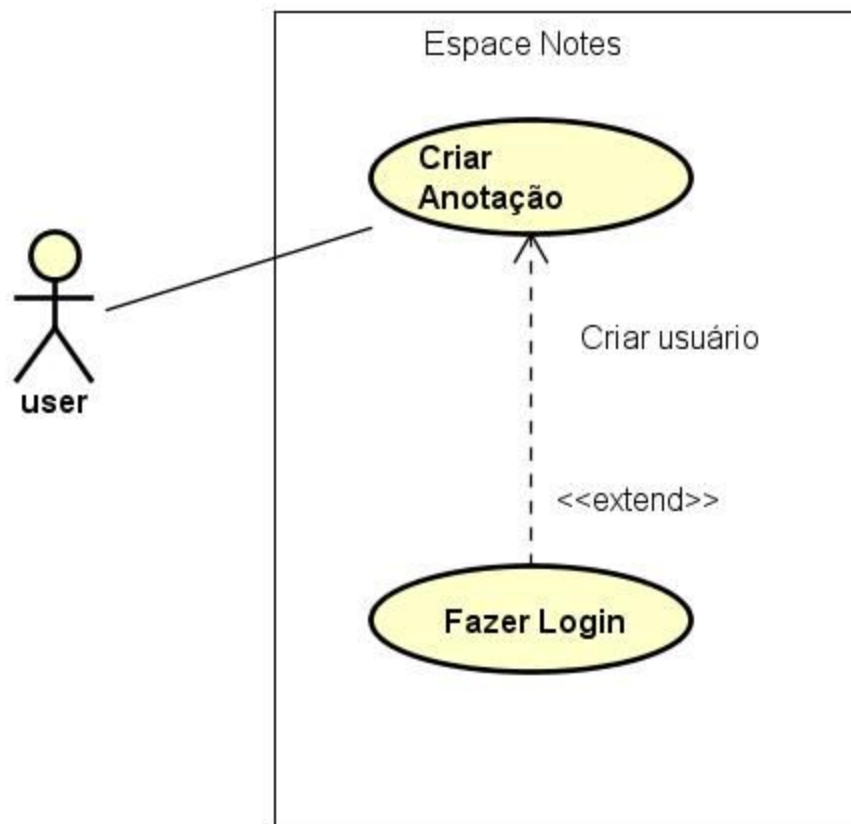 Espace Notes
Criar
Anotação
user
Criar usuário
<<extend>>
Fazer Login